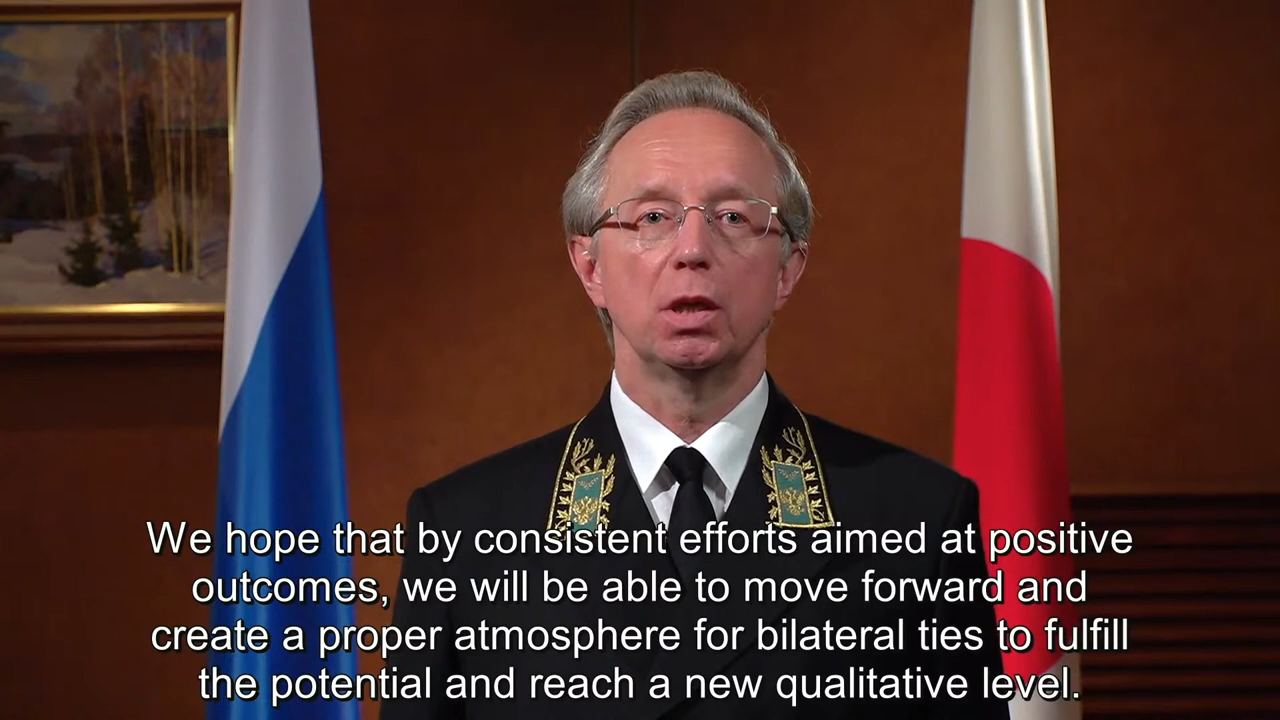 We hope that by consistent efforts aimed at positive
outcomes, we will be able to move forward and
create a proper atmosphere for bilateral ties to fulfill
the potential and reach a new qualitative level.